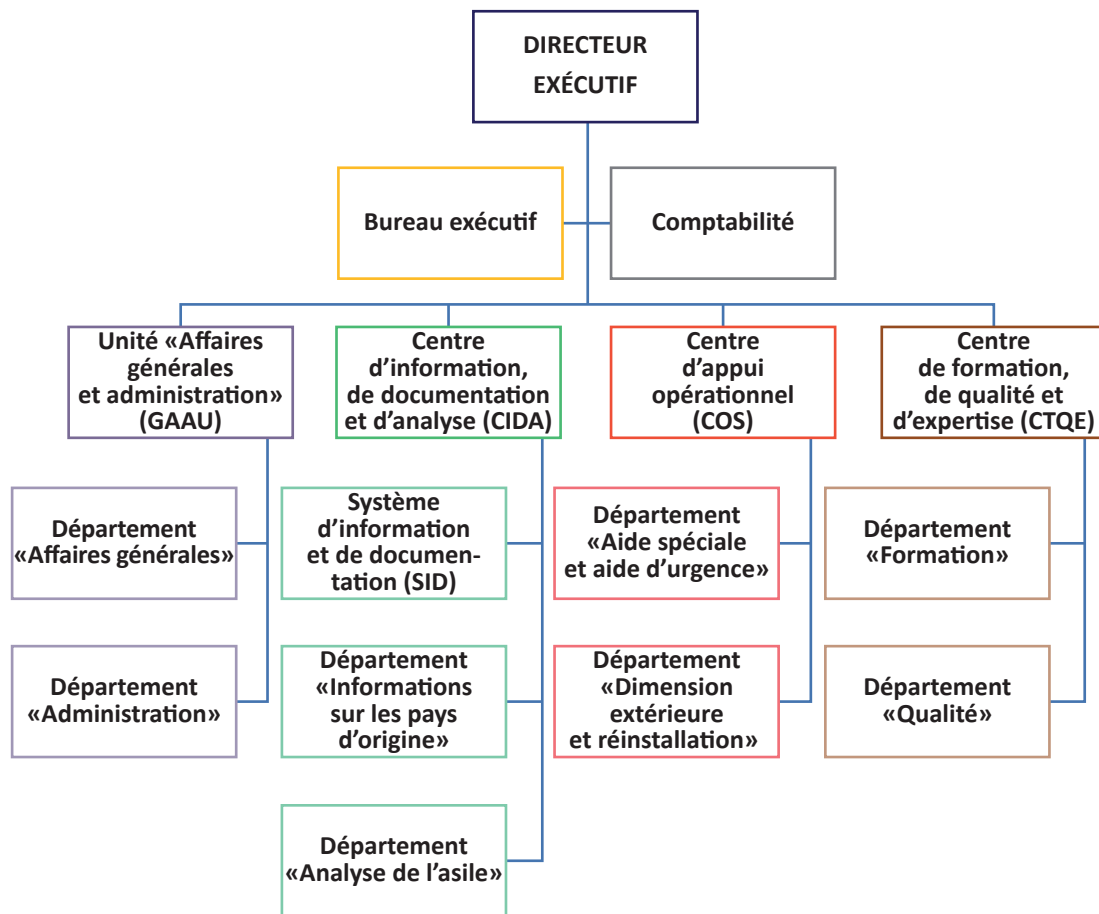 DIRECTEUR
EXÉCUTIF
Bureau exécutif
Comptabilité
Unité «Affaires
générales
et administration»
(GAAU)
Centre
d’information,
de documentation
et d’analyse (CIDA)
Centre
d’appui
opérationnel
(COS)
Centre
de formation,
de qualité et
d’expertise (CTQE)
Département
«Affaires générales»
Système
d’information
et de documen-
tation (SID)
Département
«Aide spéciale
et aide d’urgence»
Département
«Formation»
Département
«Administration»
Département
«Informations
sur les pays
d’origine»
Département
«Dimension
extérieure
et réinstallation»
Département
«Qualité»
Département
«Analyse de l’asile»